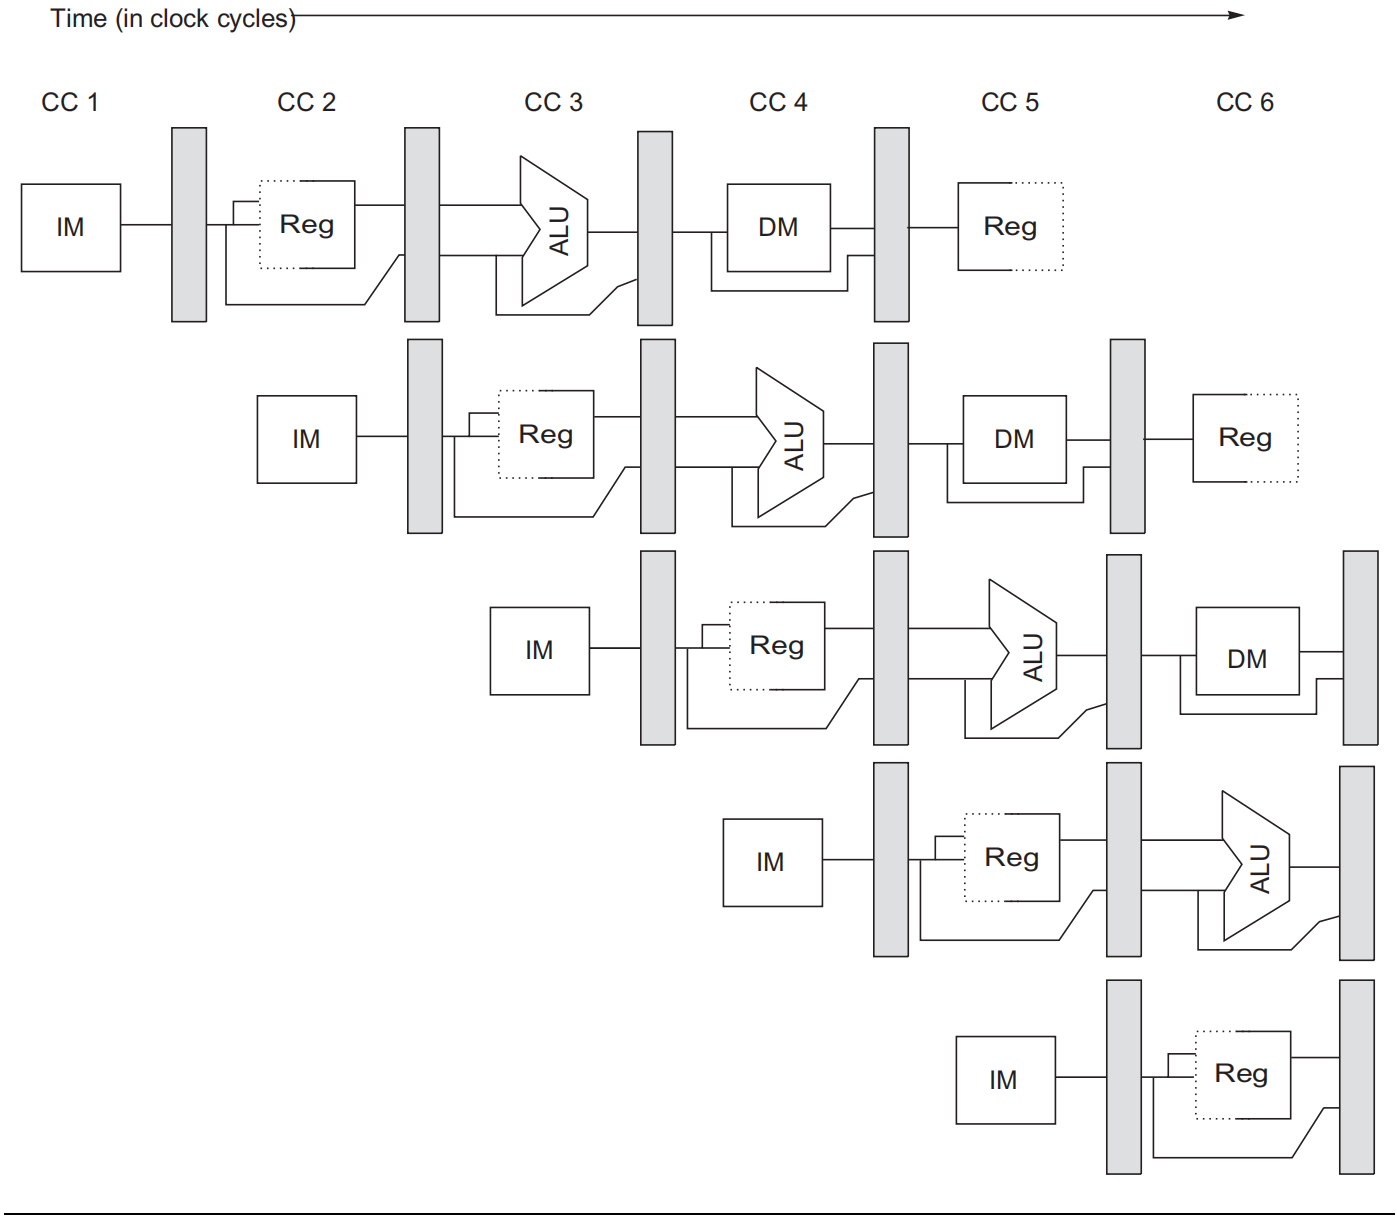 Time (in clock cycles)
CC 1 CC 2 CC 3 CC 4 CC 5 CC 6
IM Reg ALU DM Reg
IM Reg ALU DM Reg
IM Reg ALU DM
IM Reg ALU
IM Reg